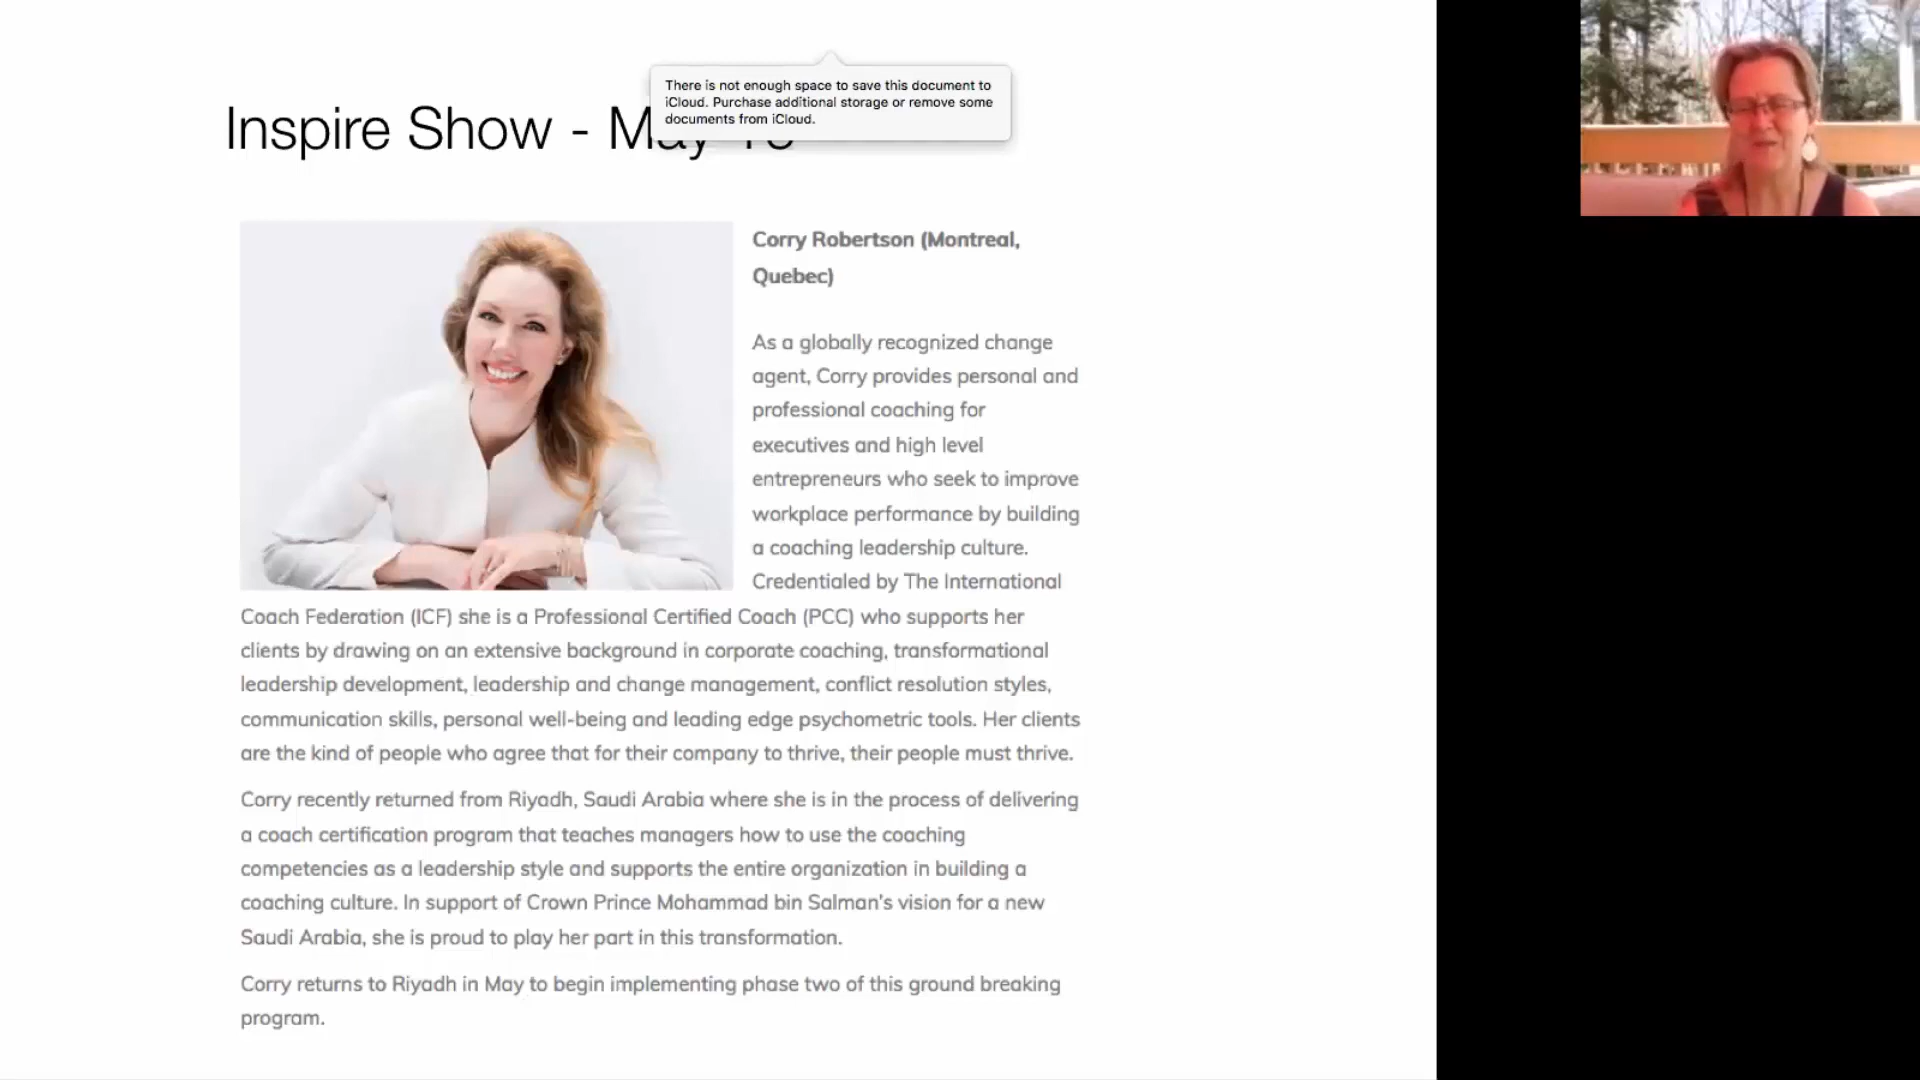 There is not enough space to save this document to
iCloud. Purchase additional storage or remove some
documents from iCloud.
Inspire Show - May
Corry Robertson (Montreal,
Quebec)
As a globally recognized change
agent, Corry provides personal and
professional coaching for
executives and high level
entrepreneurs who seek to improve
workplace performance by building
a coaching leadership culture.
Credentialed by The International
Coach Federation (ICF) she is a Professional Certified Coach (PCC) who supports her
clients by drawing on an extensive background in corporate coaching, transformational
leadership development, leadership and change management, conflict resolution styles,
communication skills, personal well-being and leading edge psychometric tools. Her clients
are the kind of people who agree that for their company to thrive, their people must thrive.
Corry recently returned from Riyadh, Saudi Arabia where she is in the process of delivering
a coach certification program that teaches managers how to use the coaching
competencies as a leadership style and supports the entire organization in building a
coaching culture. In support of Crown Prince Mohammad bin Salman's vision for a new
Saudi Arabia, she is proud to play her part in this transformation.
Corry returns to Riyadh in May to begin implementing phase two of this ground breaking
program.